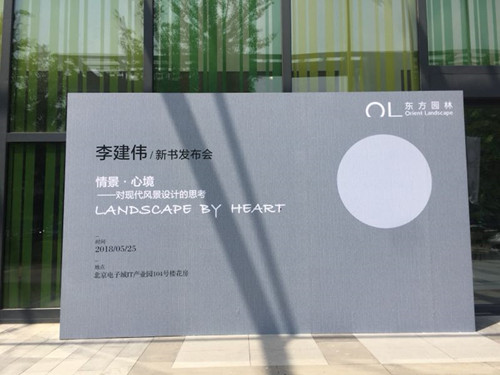 OL 东方园林
Orient Landscape
李建伟/新书发布会
情景·心境
——对现代风景设计的思考
LANDSCAPE BY HEART
时间
2018/05/25
地点
北京电子城IT产业园101号楼花房